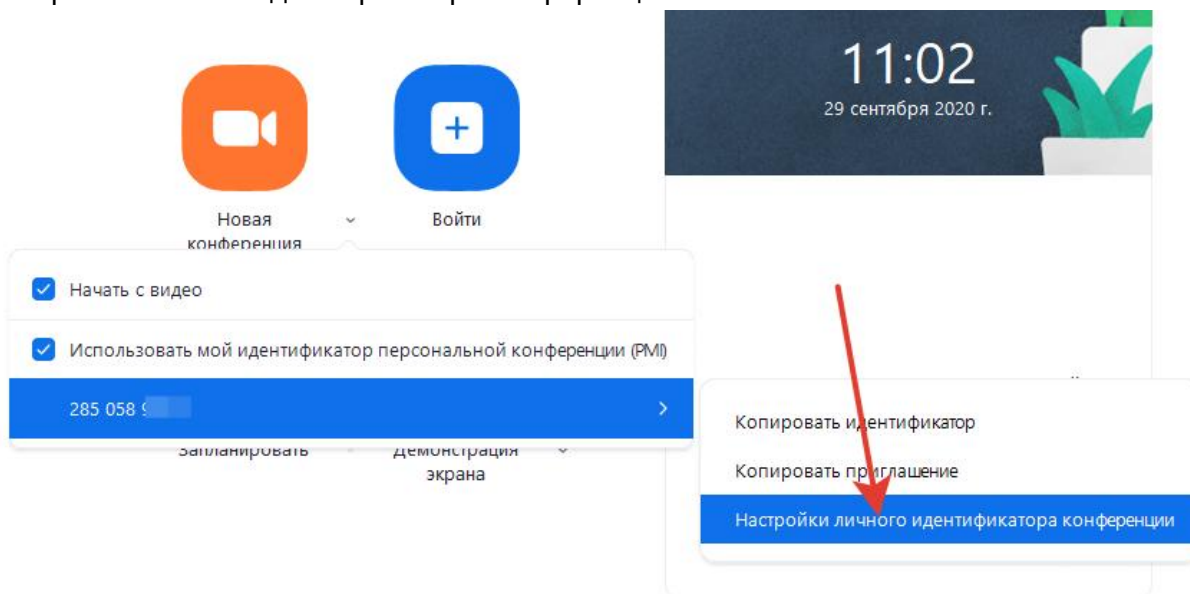 11:02
29 сентября 2020 г.
Новая
конференция
Войти
Начать с видео
Использовать мой идентификатор персональной конференции (PMI)
285 058 9
Запланировать
Демонстрация
экрана
Копировать идентификатор
Копировать приглашение
Настройки личного идентификатора конференции